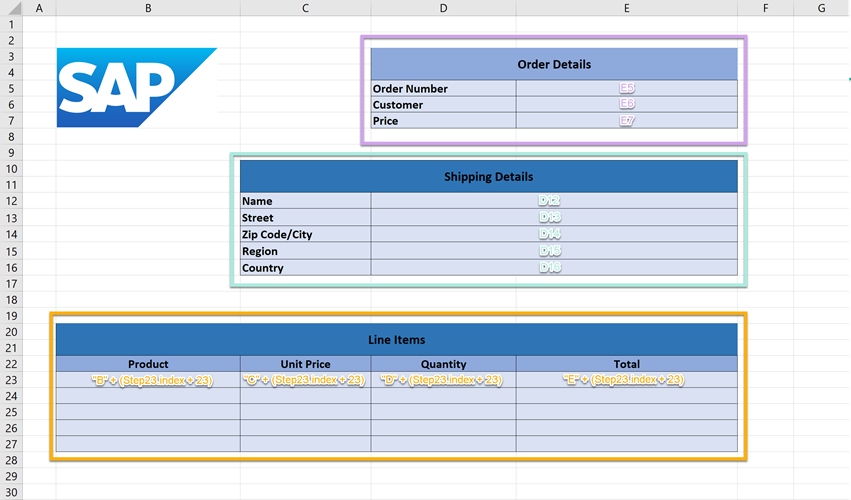 A B C D E F G
1
2
3
SAP
Order Details
4
5 Order Number E5
6 Customer E6
7 Price E7
8
9
10
Shipping Details
11
12 Name D12
13 Street D13
14 Zip Code/City D14
15 Region D15
16 Country D16
17
18
19
20
Line Items
21
22 Product Unit Price Quantity Total
23 "B" + (Step23.index + 23) "C" + (Step23.index + 23) "D" + (Step23.index + 23) "E" + (Step23.index + 23)
24
25
26
27
28
29
30